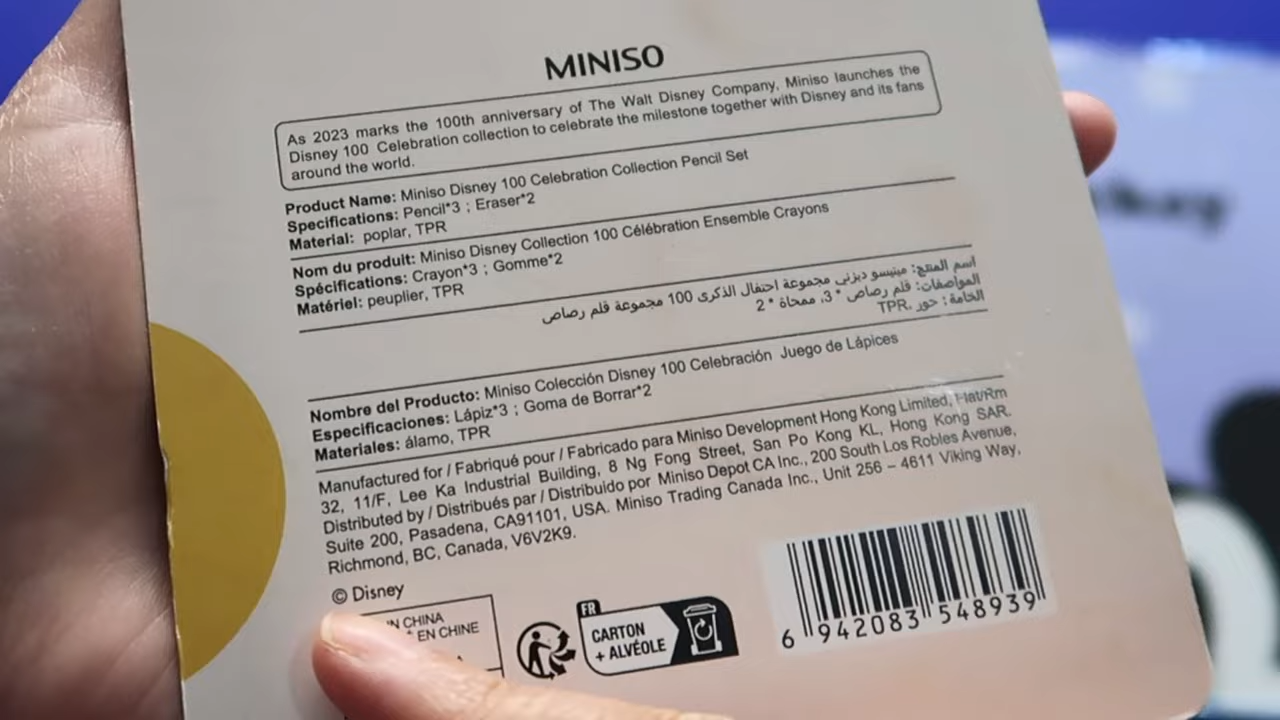 MINISO
As 2023 marks the 100th anniversary of The Walt Disney Company, Miniso launches the
Disney 100 Celebration collection to celebrate the milestone together with Disney and its fans
around the world.
Product Name: Miniso Disney 100 Celebration Collection Pencil Set
Specifications: Pencil*3 ; Eraser*2
Material: poplar, TPR
Nom du produit: Miniso Disney Collection 100 Célébration Ensemble Crayons
Spécifications: Crayon*3 ; Gomme*2
Matériel: peuplier, TPR
اسم المنتج: مينيسو ديزني مجموعة احتفال الذكرى 100 مجموعة قلم رصاص
المواصفات: قلم رصاص * 3، ممحاة * 2
الخامة: حور .TPR
Nombre del Producto: Miniso Colección Disney 100 Celebración Juego de Lápices
Especificaciones: Lápiz*3 ; Goma de Borrar*2
Materiales: álamo, TPR
Manufactured for / Fabriqué pour / Fabricado para Miniso Development Hong Kong Limited, Flat/Rm
32, 11/F, Lee Ka Industrial Building, 8 Ng Fong Street, San Po Kong KL, Hong Kong SAR.
Distributed by / Distribués par / Distribuido por Miniso Depot CA Inc., 200 South Los Robles Avenue,
Suite 200, Pasadena, CA91101, USA. Miniso Trading Canada Inc., Unit 256 – 4611 Viking Way,
Richmond, BC, Canada, V6V2K9.
© Disney
CHINA
EN CHINE
FR
CARTON
+ ALVÉOLE
6 942083 548939